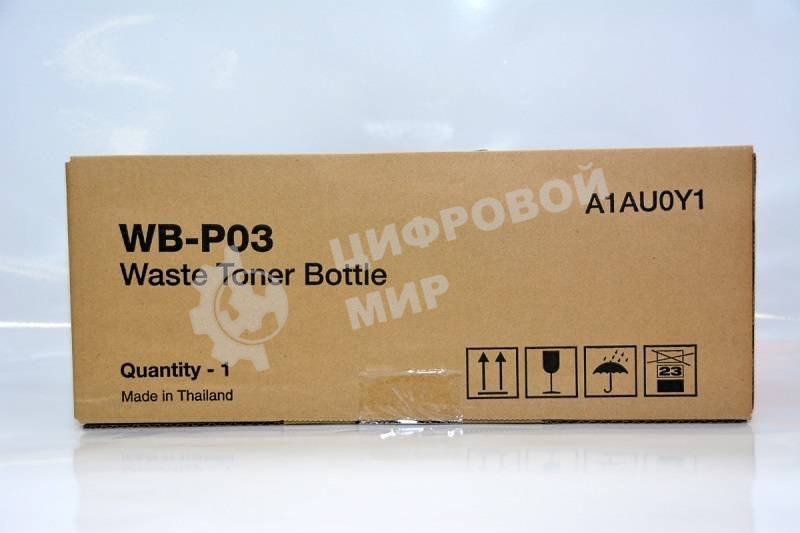 WB-P03
Waste Toner Bottle
A1AU0Y1
ЦИФРОВОЙ
МИР
Quantity - 1
Made in Thailand
23